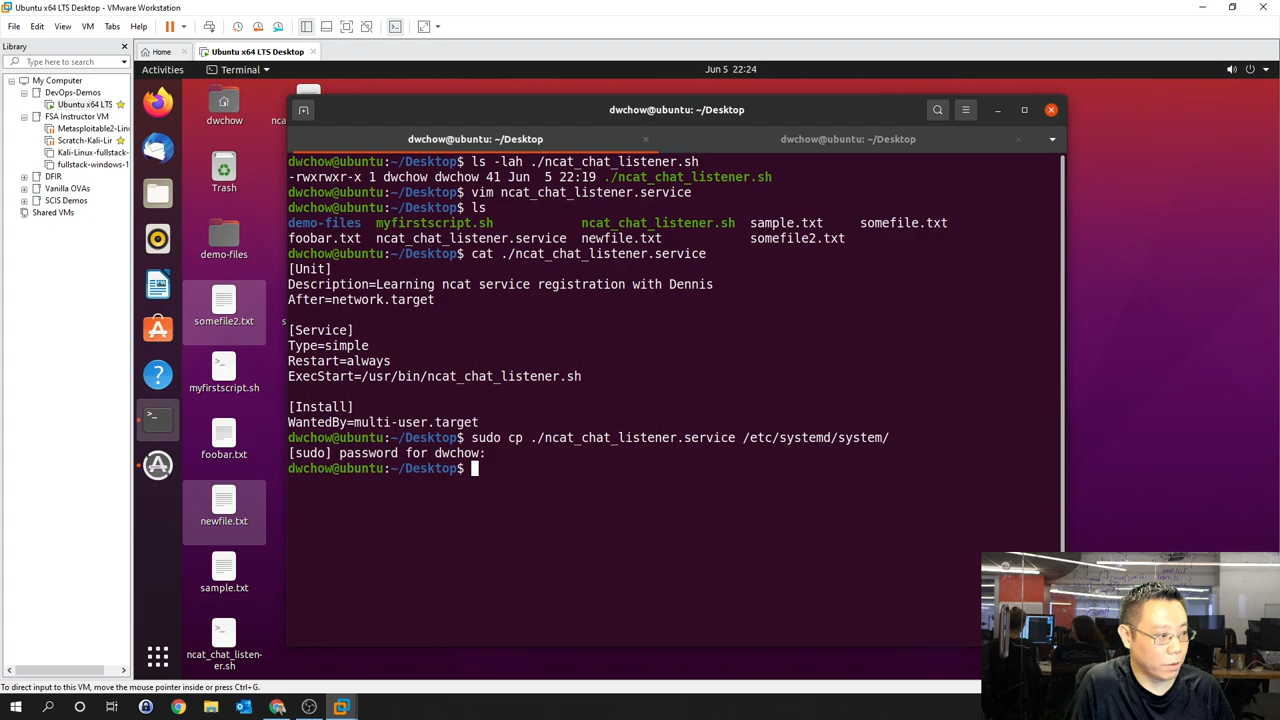 Ubuntu x64 LTS Desktop - VMware Workstation
File Edit View VM Tabs Help
Library
Type here to search
My Computer
DevOps-Demos
Ubuntu x64 LTS
FSA Instructor VM
Metasploitable2-Lin
Scratch-Kali-Lir
Kali-Linux-fullstack-
fullstack-windows-1
DFIR
Vanilla OVAs
SCIS Demos
Shared VMs
Home
Ubuntu x64 LTS Desktop
Activities
Terminal
Jun 5 22:24
dwchow
Trash
demo-files
somefile2.txt
myfirstscript.sh
foobar.txt
newfile.txt
sample.txt
ncat_chat_listen-
er.sh
dwchow@ubuntu: ~/Desktop
dwchow@ubuntu: ~/Desktop
dwchow@ubuntu: ~/Desktop
dwchow@ubuntu:~/Desktop$ ls -lah ./ncat_chat_listener.sh
-rwxrwxr-x 1 dwchow dwchow 41 Jun  5 22:19 ./ncat_chat_listener.sh
dwchow@ubuntu:~/Desktop$ vim ncat_chat_listener.service
dwchow@ubuntu:~/Desktop$ ls
demo-files  myfirstscript.sh            ncat_chat_listener.sh  sample.txt     somefile.txt
foobar.txt  ncat_chat_listener.service  newfile.txt            somefile2.txt
dwchow@ubuntu:~/Desktop$ cat ./ncat_chat_listener.service
[Unit]
Description=Learning ncat service registration with Dennis
After=network.target
[Service]
Type=simple
Restart=always
ExecStart=/usr/bin/ncat_chat_listener.sh
[Install]
WantedBy=multi-user.target
dwchow@ubuntu:~/Desktop$ sudo cp ./ncat_chat_listener.service /etc/systemd/system/
[sudo] password for dwchow:
dwchow@ubuntu:~/Desktop$
To direct input to this VM, move the mouse pointer inside or press Ctrl+G.